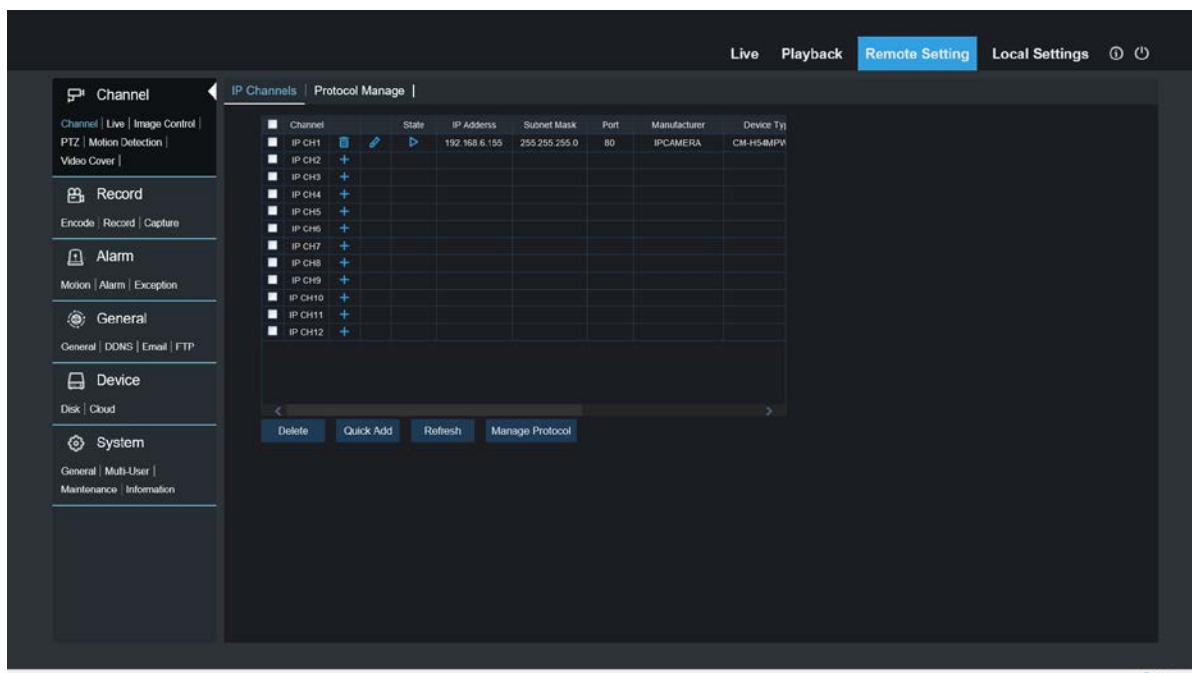 Live Playback Remote Setting Local Settings
Channel
Channel | Live | Image Control |
PTZ | Motion Detection |
Video Cover |
Record
Encode | Record | Capture
Alarm
Motion | Alarm | Exception
General
General | DDNS | Email | FTP
Device
Disk | Cloud
System
General | Multi-User |
Maintenance | Information
IP Channels | Protocol Manage |
Channel State IP Adderss Subnet Mask Port Manufacturer Device Typ
IP CH1 192.168.6.155 255.255.255.0 80 IPCAMERA CM-H54MPW
IP CH2 +
IP CH3 +
IP CH4 +
IP CH5 +
IP CH6 +
IP CH7 +
IP CH8 +
IP CH9 +
IP CH10 +
IP CH11 +
IP CH12 +
Delete Quick Add Refresh Manage Protocol